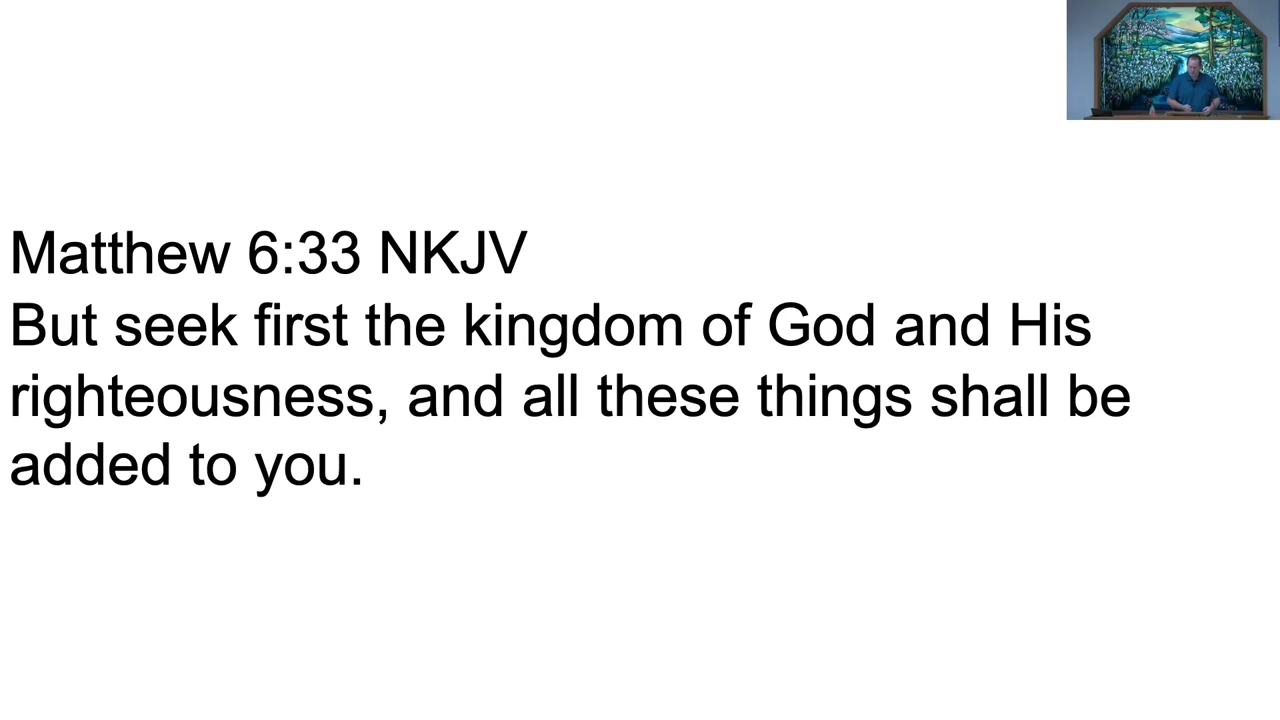 Matthew 6:33 NKJV
But seek first the kingdom of God and His
righteousness, and all these things shall be
added to you.